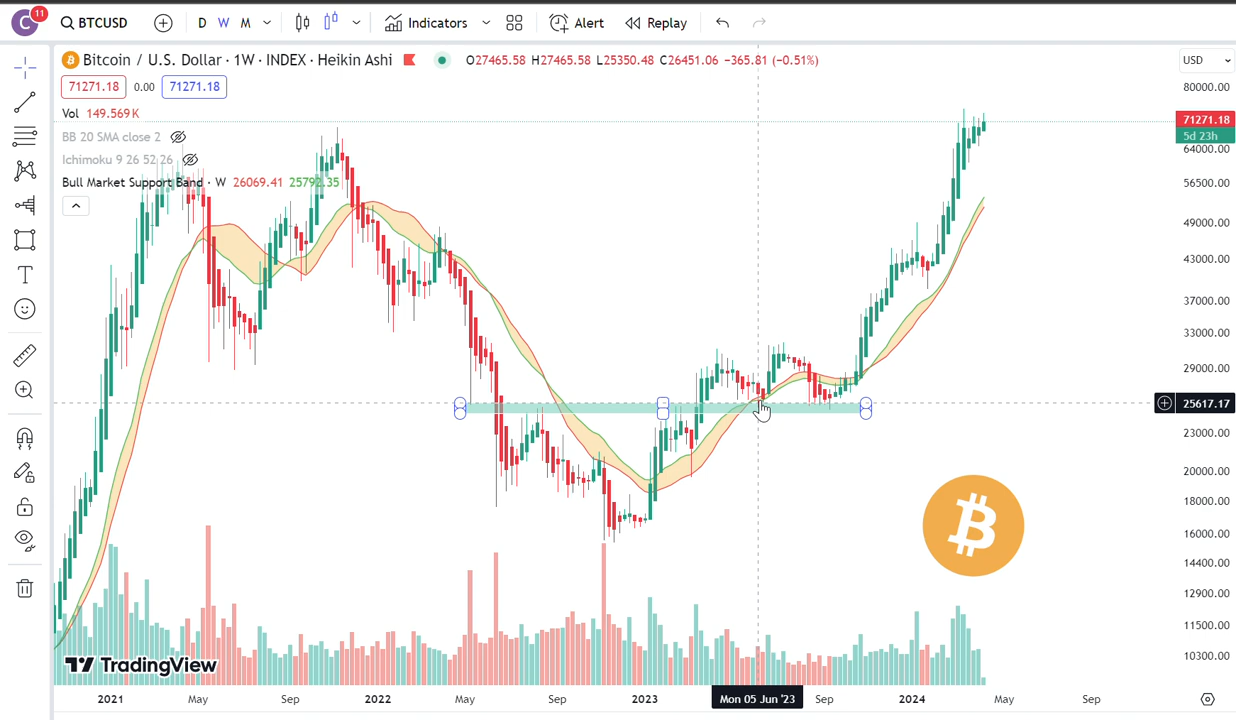 C 11 BTCUSD D W M Indicators Alert Replay
Bitcoin / U.S. Dollar · 1W · INDEX · Heikin Ashi O27465.58 H27465.58 L25350.48 C26451.06 −365.81 (−0.51%) USD
71271.18 0.00 71271.18
80000.00
Vol 149.569K
71271.18
BB 20 SMA close 2
5d 23h
64000.00
Ichimoku 9 26 52 26
Bull Market Support Band · W 26069.41 25792.35
56500.00
49000.00
43000.00
37000.00
33000.00
29000.00
25617.17
23000.00
20000.00
18000.00
16000.00
14400.00
12900.00
11500.00
10300.00
TradingView
2021 May Sep 2022 May Sep 2023 Mon 05 Jun '23 Sep 2024 May Sep